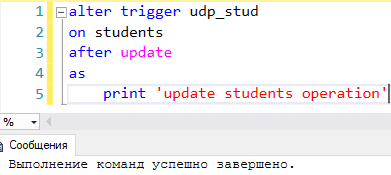 1 alter trigger udp_stud
2 on students
3 after update
4 as
5 print 'update students operation'
%
Сообщения
Выполнение команд успешно завершено.